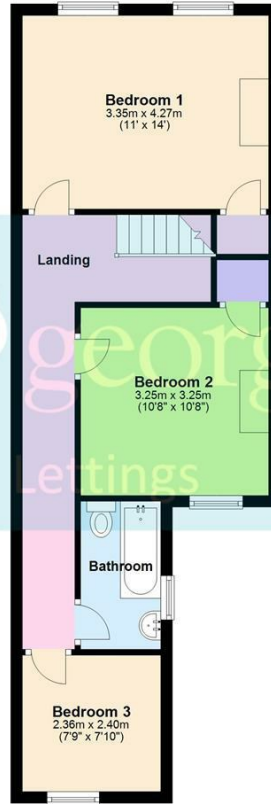 Bedroom 1
3.35m x 4.27m
(11' x 14')
Landing
georg
Bedroom 2
3.25m x 3.25m
(10'8" x 10'8")
Lettings
Bathroom
Bedroom 3
2.36m x 2.40m
(7'9" x 7'10")